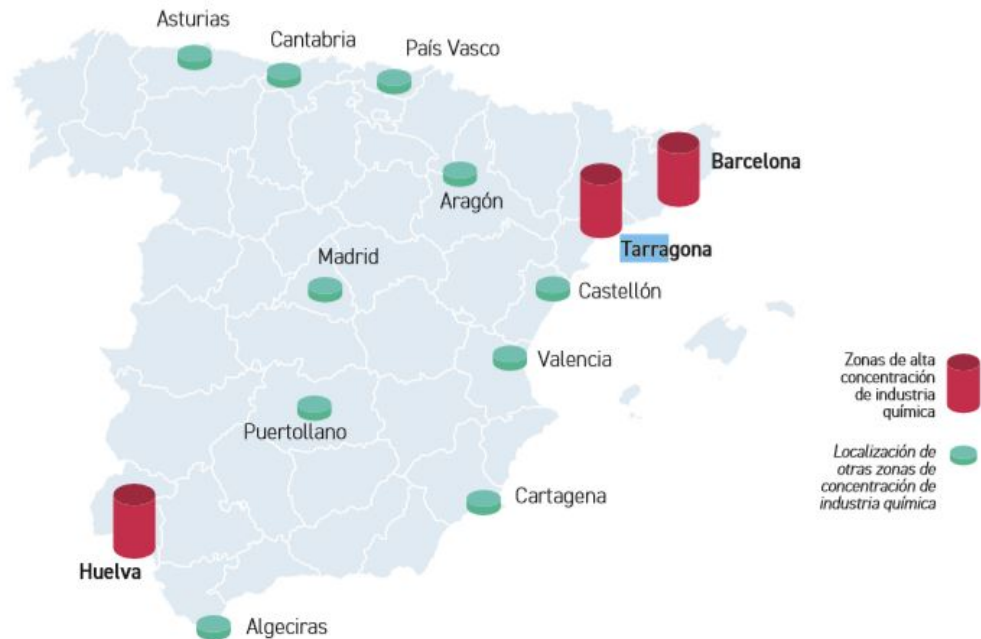 Asturias
Cantabria
País Vasco
Barcelona
Aragón
Tarragona
Madrid
Castellón
Valencia
Puertollano
Cartagena
Huelva
Algeciras
Zonas de alta
concentración
de industria
química
Localización de
otras zonas de
concentración de
industria química